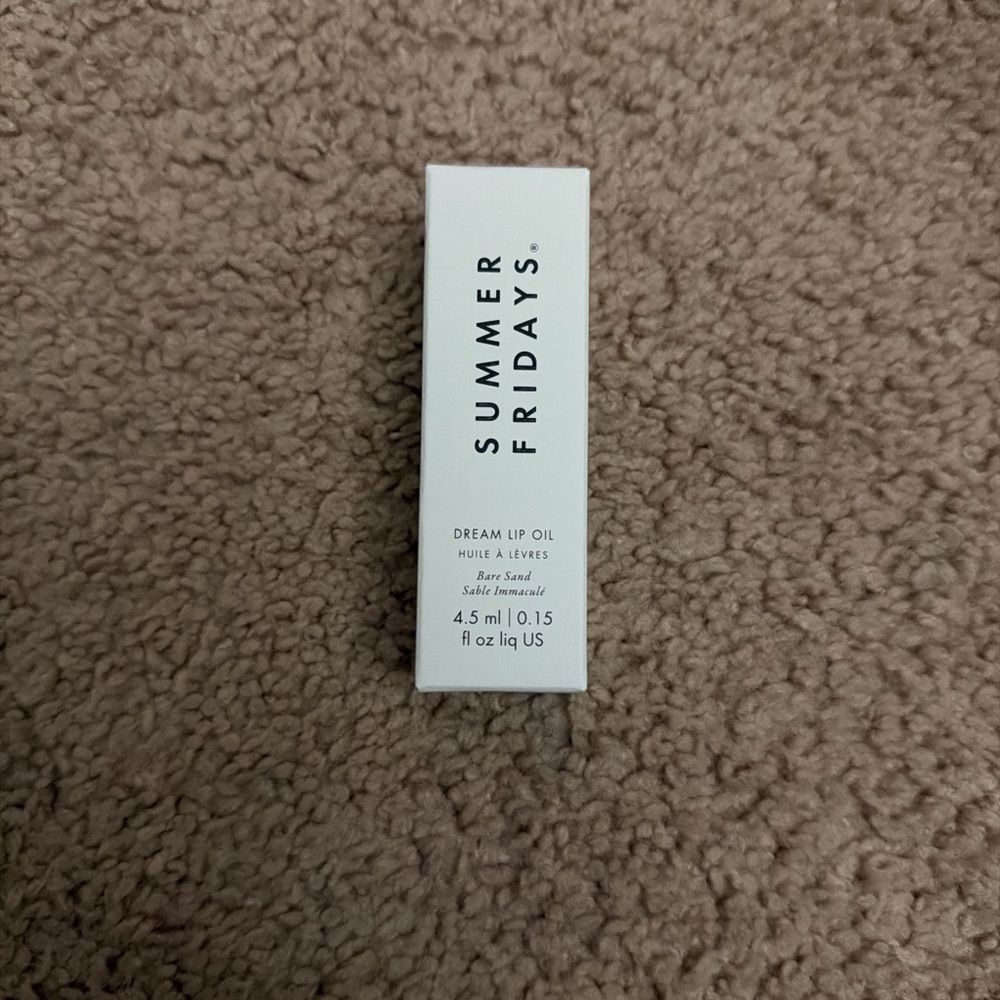 SUMMER
FRIDAYS®
DREAM LIP OIL
HUILE À LÈVRES
Bare Sand
Sable Immaculé
4.5 ml | 0.15
fl oz liq US